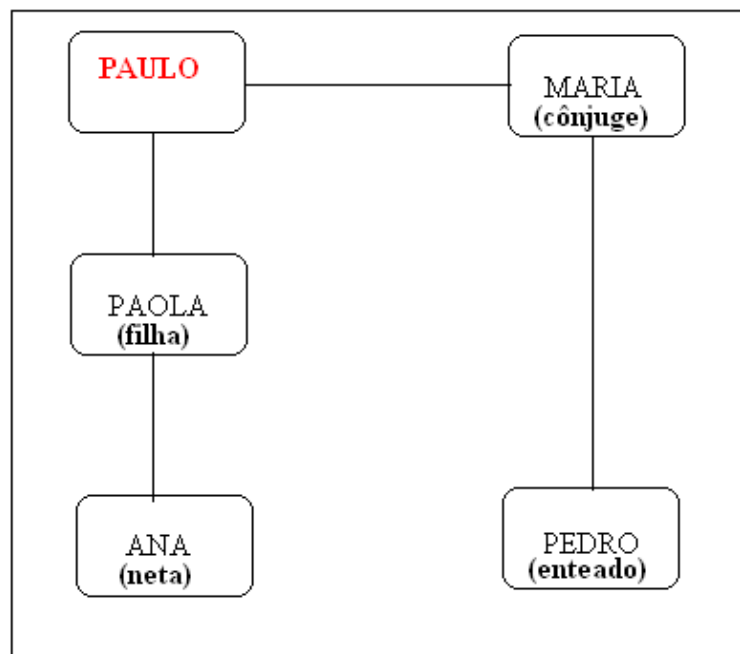 PAULO
MARIA
(cônjuge)
PAOLA
(filha)
ANA
(neta)
PEDRO
(enteado)